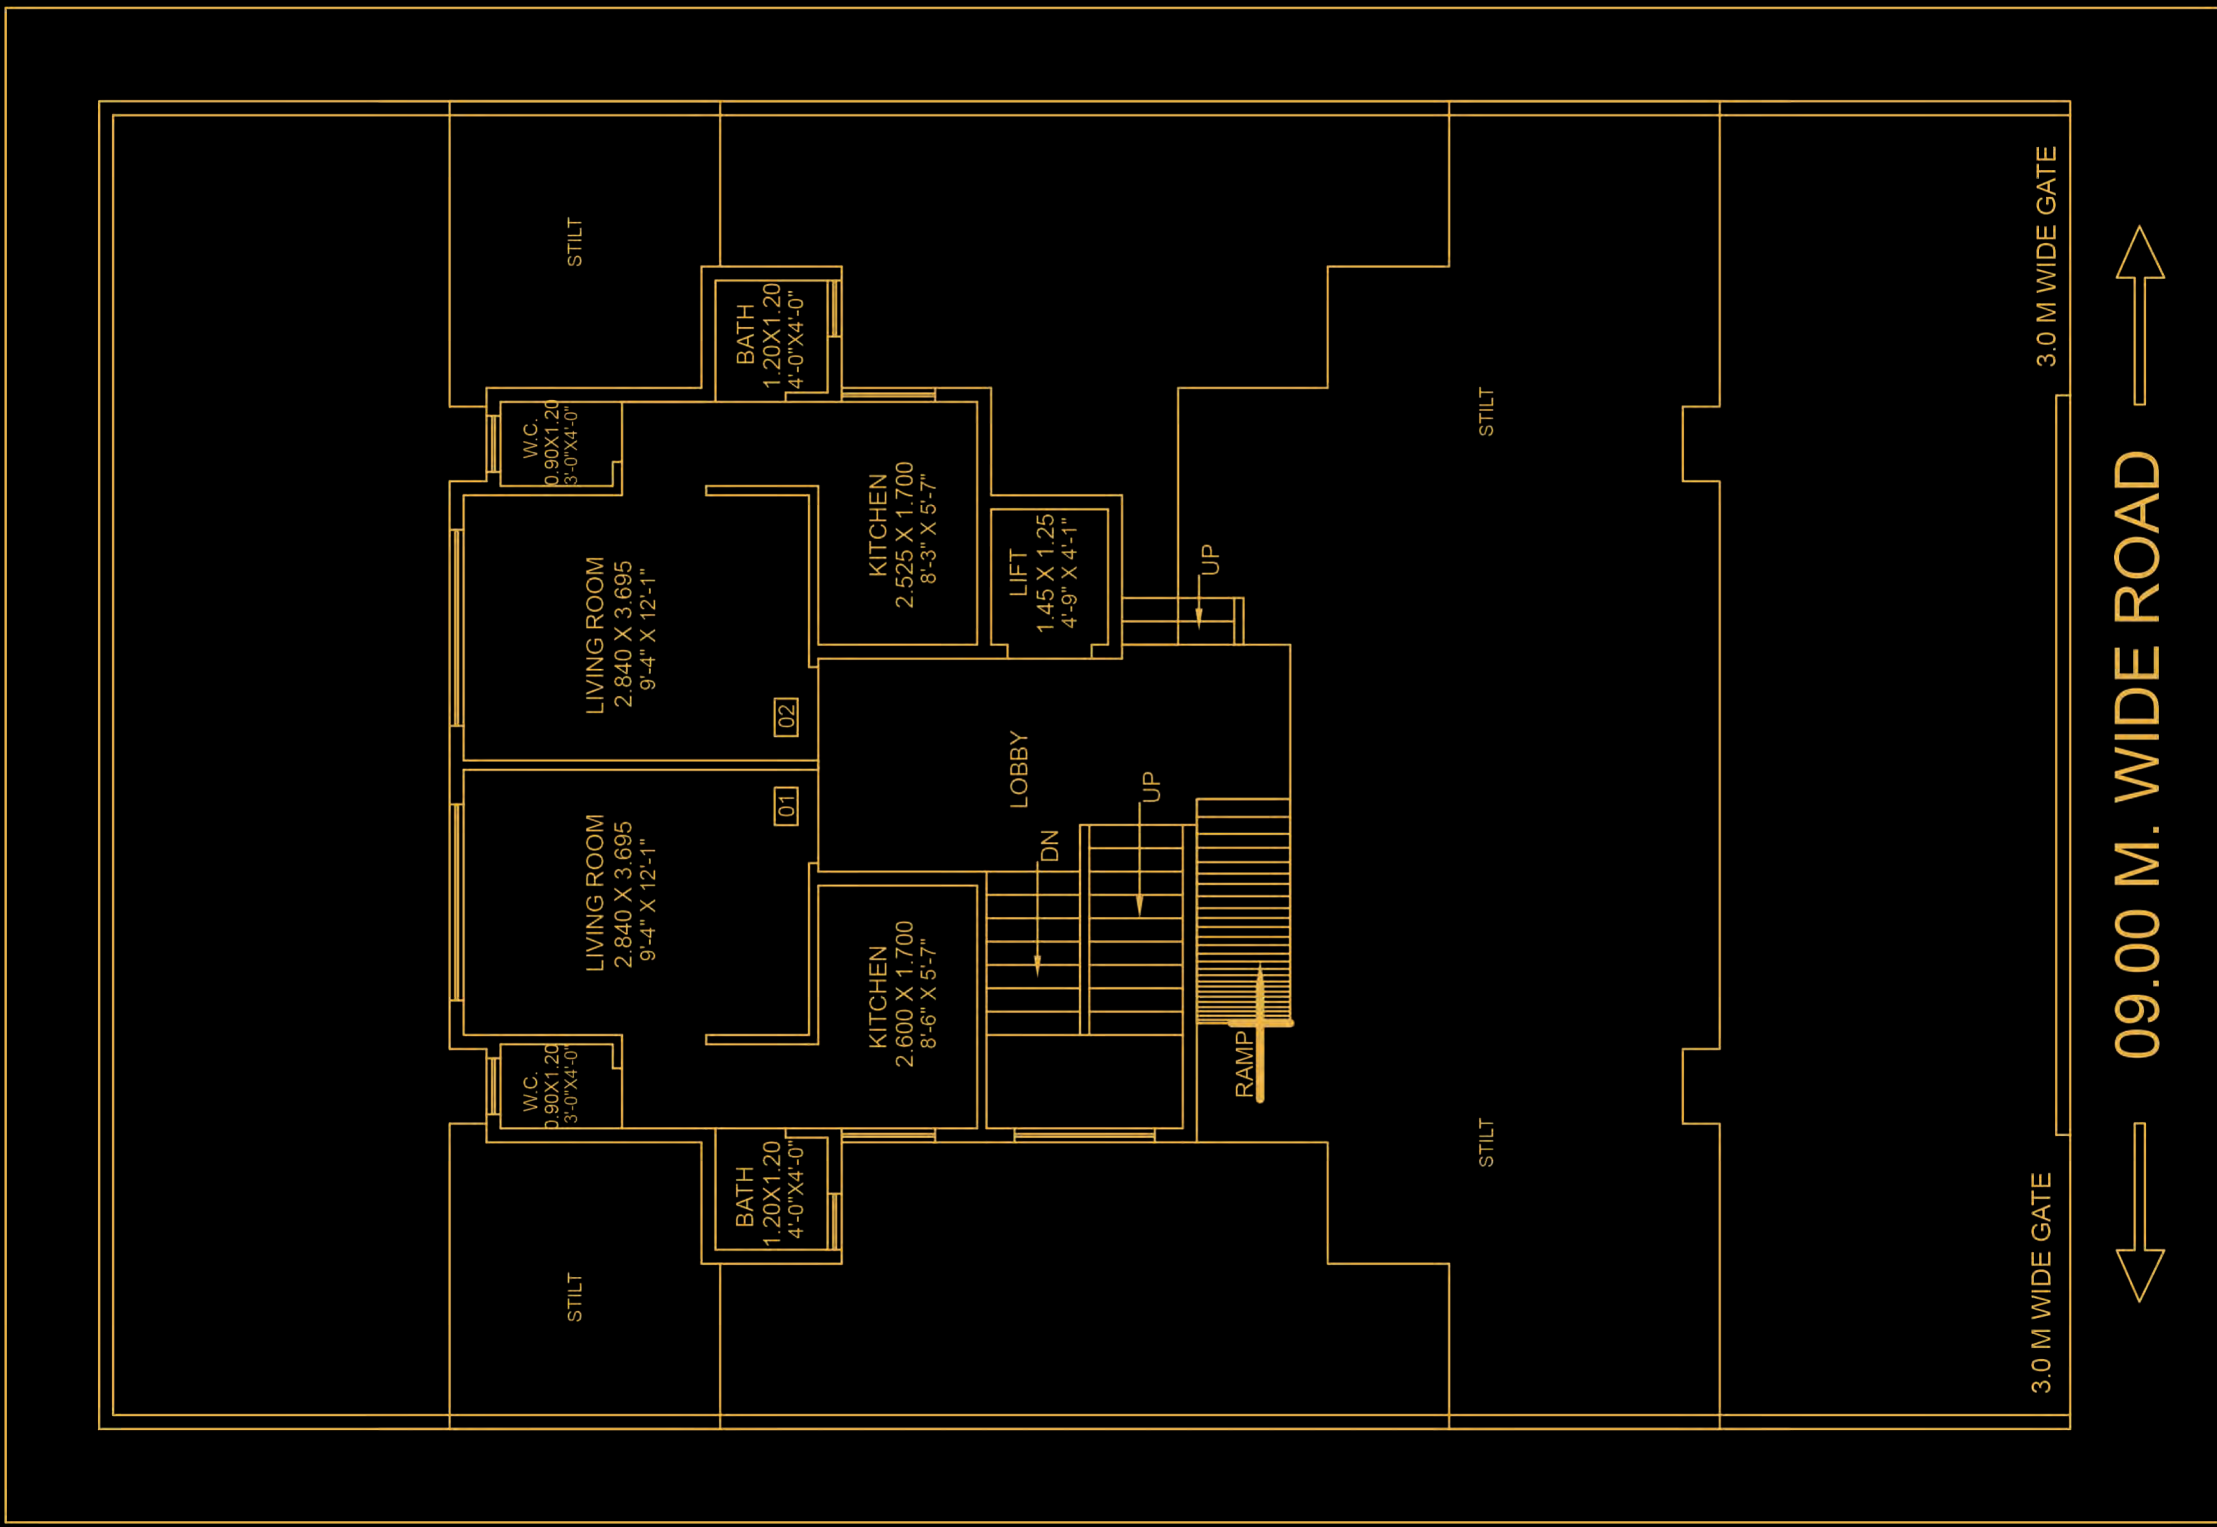 STILT
BATH
1.20X1.20
4'-0"X4'-0"
W.C.
0.90X1.20
3'-0"X4'-0"
LIVING ROOM
2.840 X 3.695
9'-4" X 12'-1"
02
KITCHEN
2.525 X 1.700
8'-3" X 5'-7"
LIFT
1.45 X 1.25
4'-9" X 4'-1"
UP
STILT
3.0 M WIDE GATE
LOBBY
UP
DN
01
LIVING ROOM
2.840 X 3.695
9'-4" X 12'-1"
KITCHEN
2.600 X 1.700
8'-6" X 5'-7"
W.C.
0.90X1.20
3'-0"X4'-0"
BATH
1.20X1.20
4'-0"X4'-0"
RAMP
STILT
STILT
3.0 M WIDE GATE
09.00 M. WIDE ROAD